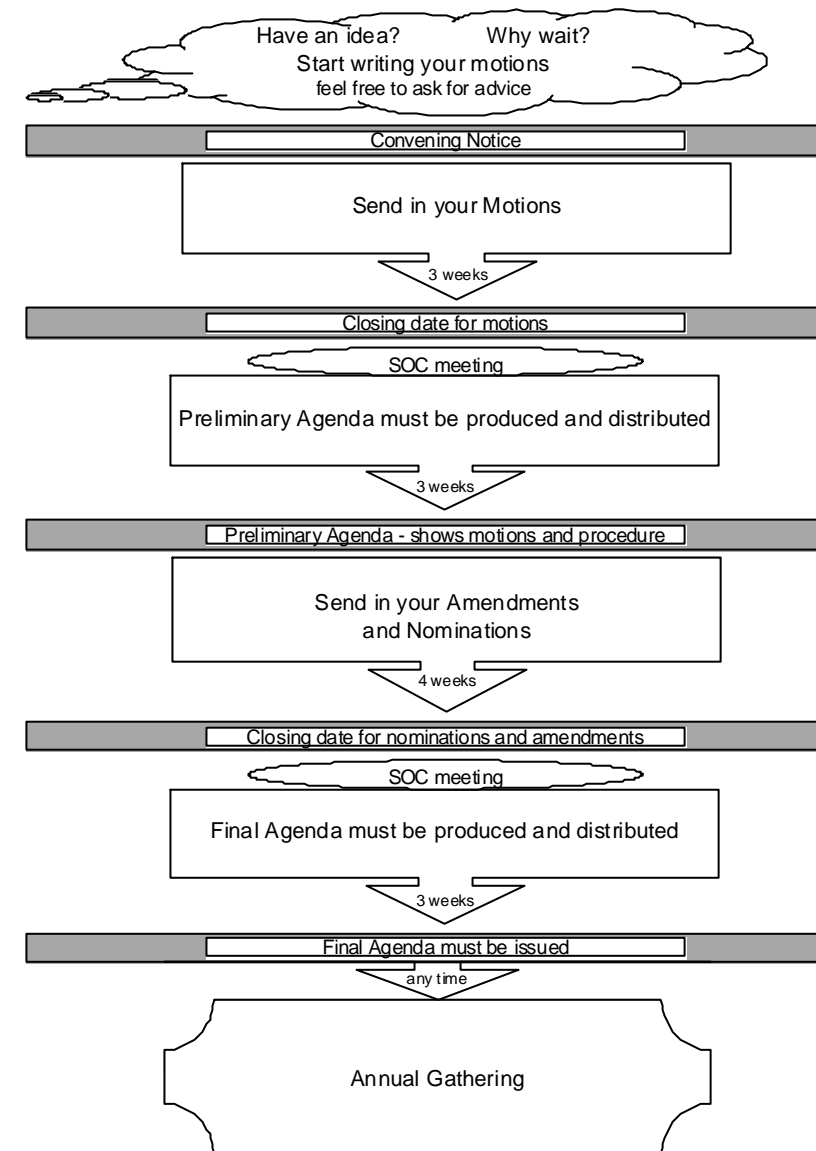 Have an idea? Why wait?
Start writing your motions
feel free to ask for advice
Convening Notice
Send in your Motions
3 weeks
Closing date for motions
SOC meeting
Preliminary Agenda must be produced and distributed
3 weeks
Preliminary Agenda - shows motions and procedure
Send in your Amendments
and Nominations
4 weeks
Closing date for nominations and amendments
SOC meeting
Final Agenda must be produced and distributed
3 weeks
Final Agenda must be issued
any time
Annual Gathering